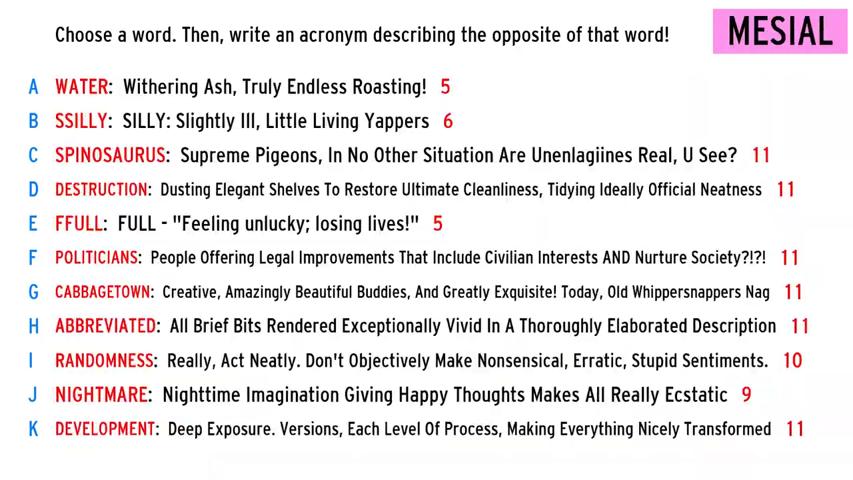 Choose a word. Then, write an acronym describing the opposite of that word!
MESIAL
A WATER: Withering Ash, Truly Endless Roasting! 5
B SSILLY: SILLY: Slightly Ill, Little Living Yappers 6
C SPINOSAURUS: Supreme Pigeons, In No Other Situation Are Unenlagiines Real, U See? 11
D DESTRUCTION: Dusting Elegant Shelves To Restore Ultimate Cleanliness, Tidying Ideally Official Neatness 11
E FFULL: FULL - "Feeling unlucky; losing lives!" 5
F POLITICIANS: People Offering Legal Improvements That Include Civilian Interests AND Nurture Society?!?! 11
G CABBAGETOWN: Creative, Amazingly Beautiful Buddies, And Greatly Exquisite! Today, Old Whippersnappers Nag 11
H ABBREVIATED: All Brief Bits Rendered Exceptionally Vivid In A Thoroughly Elaborated Description 11
I RANDOMNESS: Really, Act Neatly. Don't Objectively Make Nonsensical, Erratic, Stupid Sentiments. 10
J NIGHTMARE: Nighttime Imagination Giving Happy Thoughts Makes All Really Ecstatic 9
K DEVELOPMENT: Deep Exposure. Versions, Each Level Of Process, Making Everything Nicely Transformed 11